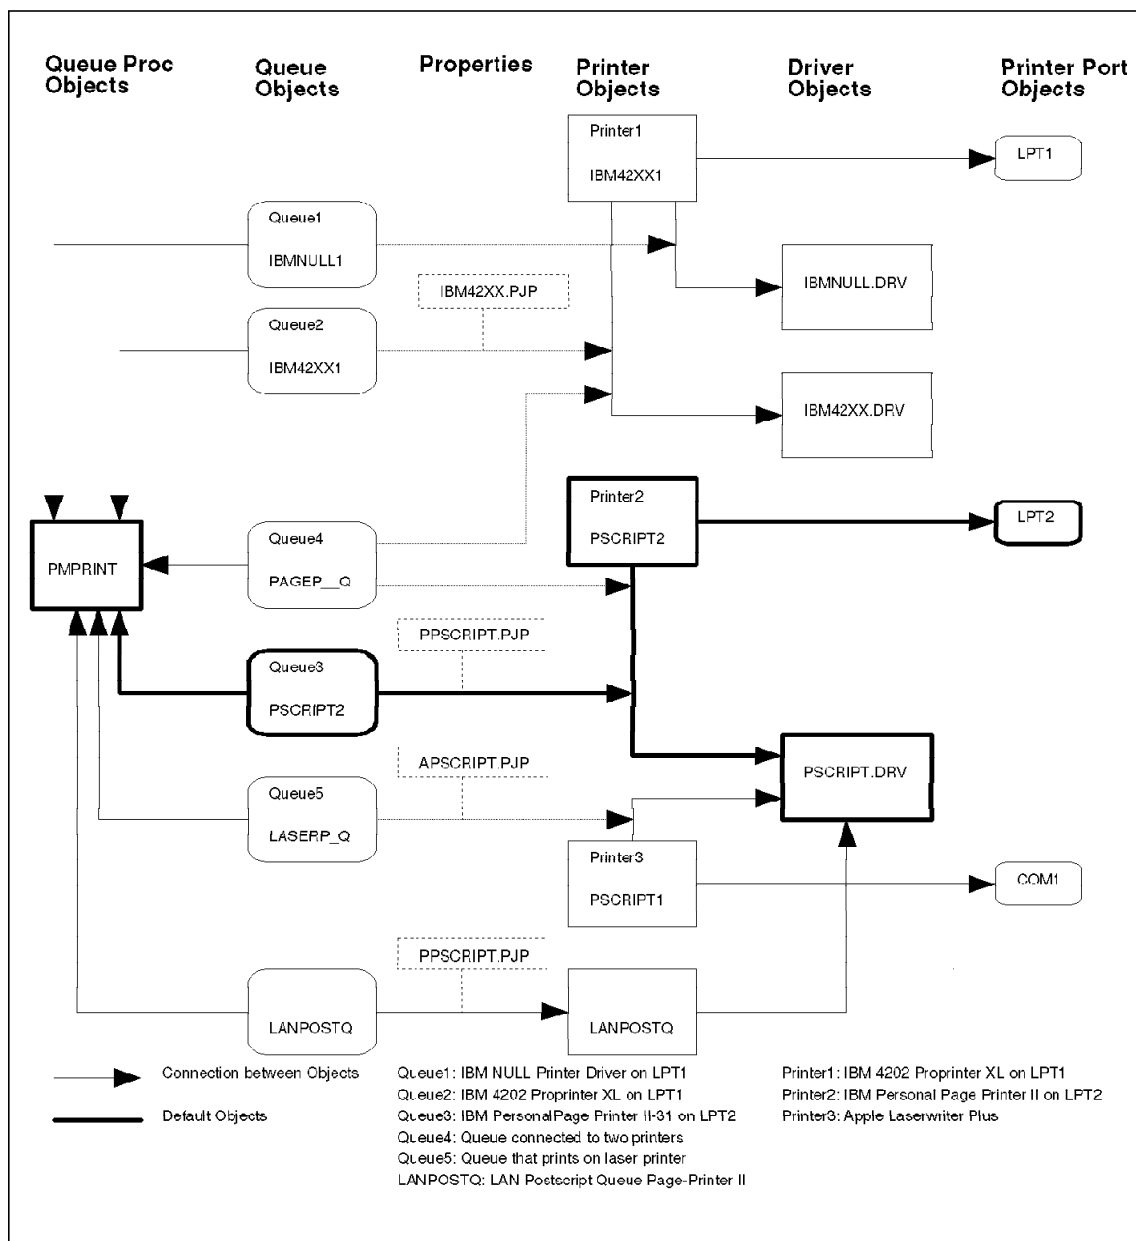 Queue Proc
Objects
Queue
Objects
Properties
Printer
Objects
Driver
Objects
Printer Port
Objects
Printer1
IBM42XX1
LPT1
Queue1
IBMNULL1
IBMNULL.DRV
IBM42XX.PJP
Queue2
IBM42XX1
IBM42XX.DRV
Printer2
PSCRIPT2
LPT2
PMPRINT
Queue4
PAGEP__Q
PPSCRIPT.PJP
Queue3
PSCRIPT2
APSCRIPT.PJP
PSCRIPT.DRV
Queue5
LASERP_Q
Printer3
PSCRIPT1
COM1
PPSCRIPT.PJP
LANPOSTQ
LANPOSTQ
Connection between Objects
Default Objects
Queue1: IBM NULL Printer Driver on LPT1
Queue2: IBM 4202 Proprinter XL on LPT1
Queue3: IBM PersonalPage Printer II-31 on LPT2
Queue4: Queue connected to two printers
Queue5: Queue that prints on laser printer
LANPOSTQ: LAN Postscript Queue Page-Printer II
Printer1: IBM 4202 Proprinter XL on LPT1
Printer2: IBM Personal Page Printer II on LPT2
Printer3: Apple Laserwriter Plus